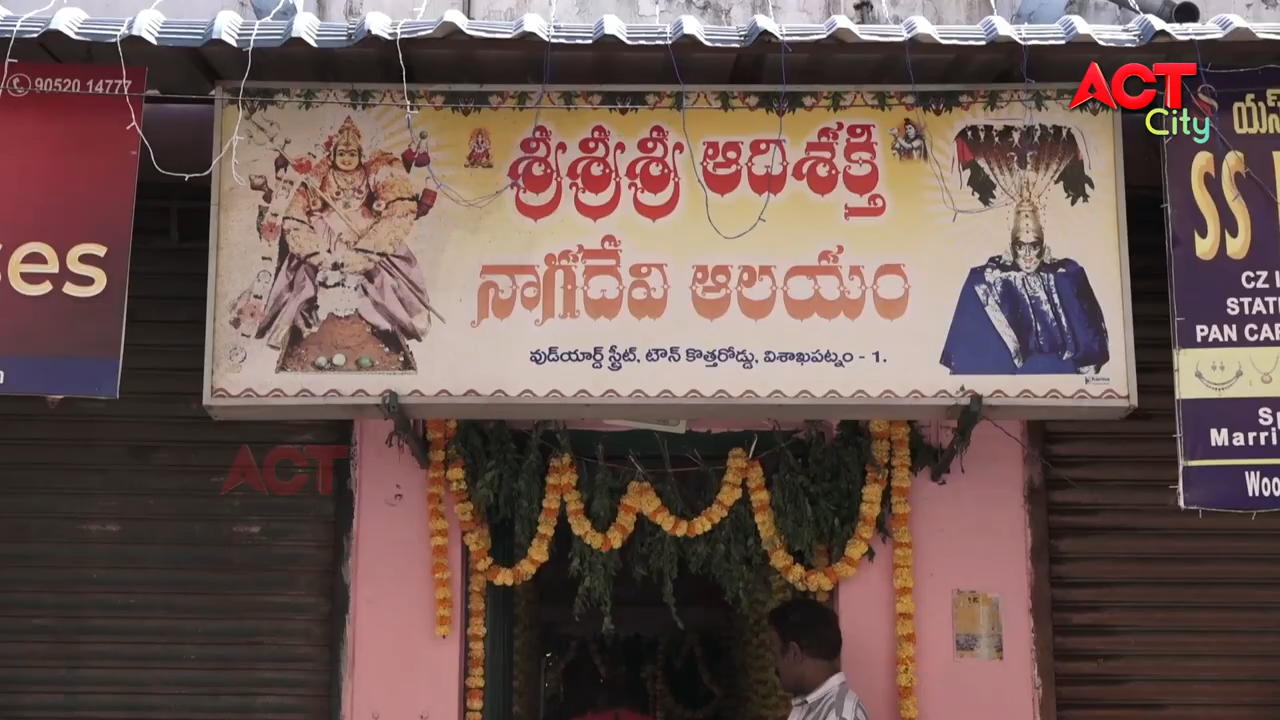 90520 14777
ses
శ్రీశ్రీశ్రీ ఆదిశక్తి
నాగదేవి ఆలయం
వుడ్‌యార్డ్ స్ట్రీట్, టౌన్ కొత్తరోడ్డు, విశాఖపట్నం - 1.
ACT
City
ACT
SS
CZ
STAT
PAN CAR
Marri
Woo